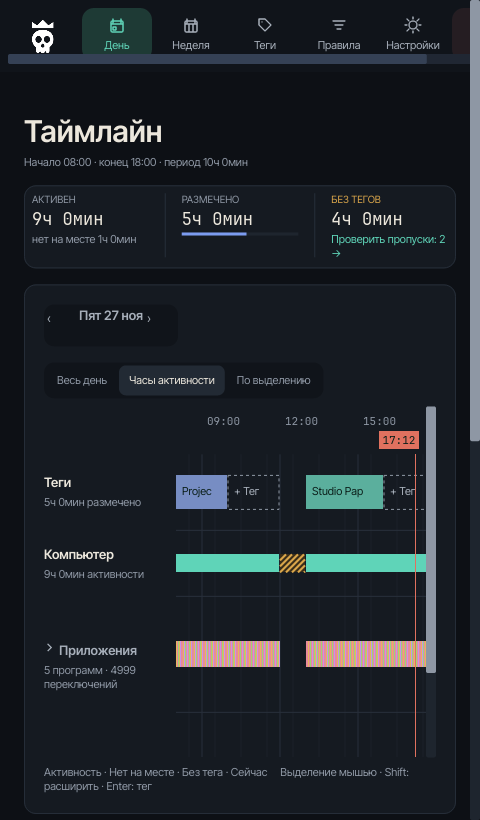 День
Неделя
Теги
Правила
Настройки
Таймлайн
Начало 08:00 · конец 18:00 · период 10ч 0мин
АКТИВЕН
9ч 0мин
нет на месте 1ч 0мин
РАЗМЕЧЕНО
5ч 0мин
БЕЗ ТЕГОВ
4ч 0мин
Проверить пропуски: 2
→
‹ Пят 27 ноя ›
Весь день
Часы активности
По выделению
09:00 12:00 15:00
17:12
Теги
5ч 0мин размечено
Projec
+ Тег
Studio Pap
+ Тег
Компьютер
9ч 0мин активности
Приложения
5 программ · 4999
переключений
Активность · Нет на месте · Без тега · Сейчас Выделение мышью · Shift:
расширить · Enter: тег